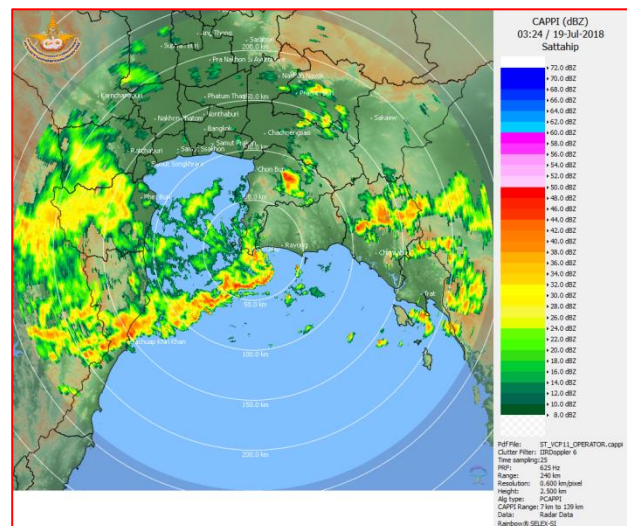 CAPPI (dBZ)
03:24 / 19-Jul-2018
Sattahip
72.0 dBZ
70.0 dBZ
68.0 dBZ
66.0 dBZ
64.0 dBZ
62.0 dBZ
60.0 dBZ
58.0 dBZ
56.0 dBZ
54.0 dBZ
52.0 dBZ
50.0 dBZ
48.0 dBZ
46.0 dBZ
44.0 dBZ
42.0 dBZ
40.0 dBZ
38.0 dBZ
36.0 dBZ
34.0 dBZ
32.0 dBZ
30.0 dBZ
28.0 dBZ
26.0 dBZ
24.0 dBZ
22.0 dBZ
20.0 dBZ
18.0 dBZ
16.0 dBZ
14.0 dBZ
12.0 dBZ
10.0 dBZ
8.0 dBZ
Pdf File: ST_VCP11_OPERATOR.cappi
Clutter Filter: IIRDoppler 6
Time sampling: 25
PRF: 625 Hz
Range: 240 km
Resolution: 0.600 km/pixel
Height: 2.500 km
Alg type: PCAPPI
CAPPI Range: 7 km to 139 km
Data: Radar Data
Rainbow® SELEX-SI
200.0 km
Nakhon Nayok
Kanchanaburi
Phatum Thani
Nonthaburi
Nakhon Pathom
Bangkok
Chachoengsao
Sakaew
Ratchaburi
Samut Prakan
Samut Songkhram
Chon Buri
Rayong
Trat
50.0 km
Prachuap Khiri Khan
100.0 km
150.0 km
200.0 km